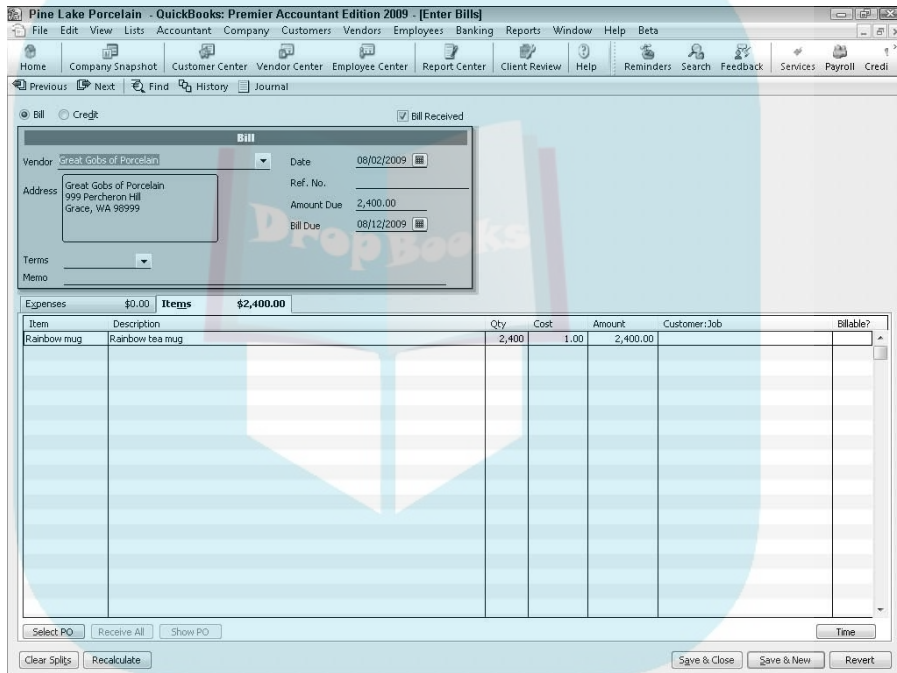 Pine Lake Porcelain - QuickBooks: Premier Accountant Edition 2009 - [Enter Bills]
File Edit View Lists Accountant Company Customers Vendors Employees Banking Reports Window Help Beta
Home Company Snapshot Customer Center Vendor Center Employee Center Report Center Client Review Help Reminders Search Feedback Services Payroll Credi
Previous Next Find History Journal
Bill Credit Bill Received
Bill
Vendor Great Gobs of Porcelain Date 08/02/2009
Address Great Gobs of Porcelain Ref. No.
999 Percheron Hill
Grace, WA 98999 Amount Due 2,400.00
Bill Due 08/12/2009
Terms
Memo
DropBooks
Expenses $0.00 Items $2,400.00
Item Description Qty Cost Amount Customer:Job Billable?
Rainbow mug Rainbow tea mug 2,400 1.00 2,400.00
Select PO Receive All Show PO Time
Clear Splits Recalculate Save & Close Save & New Revert